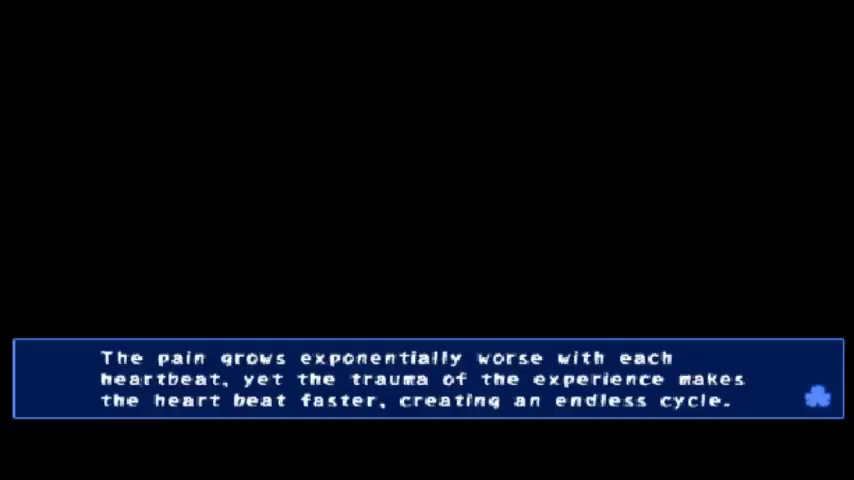 The pain grows exponentially worse with each
heartbeat, yet the trauma of the experience makes
the heart beat faster, creating an endless cycle.